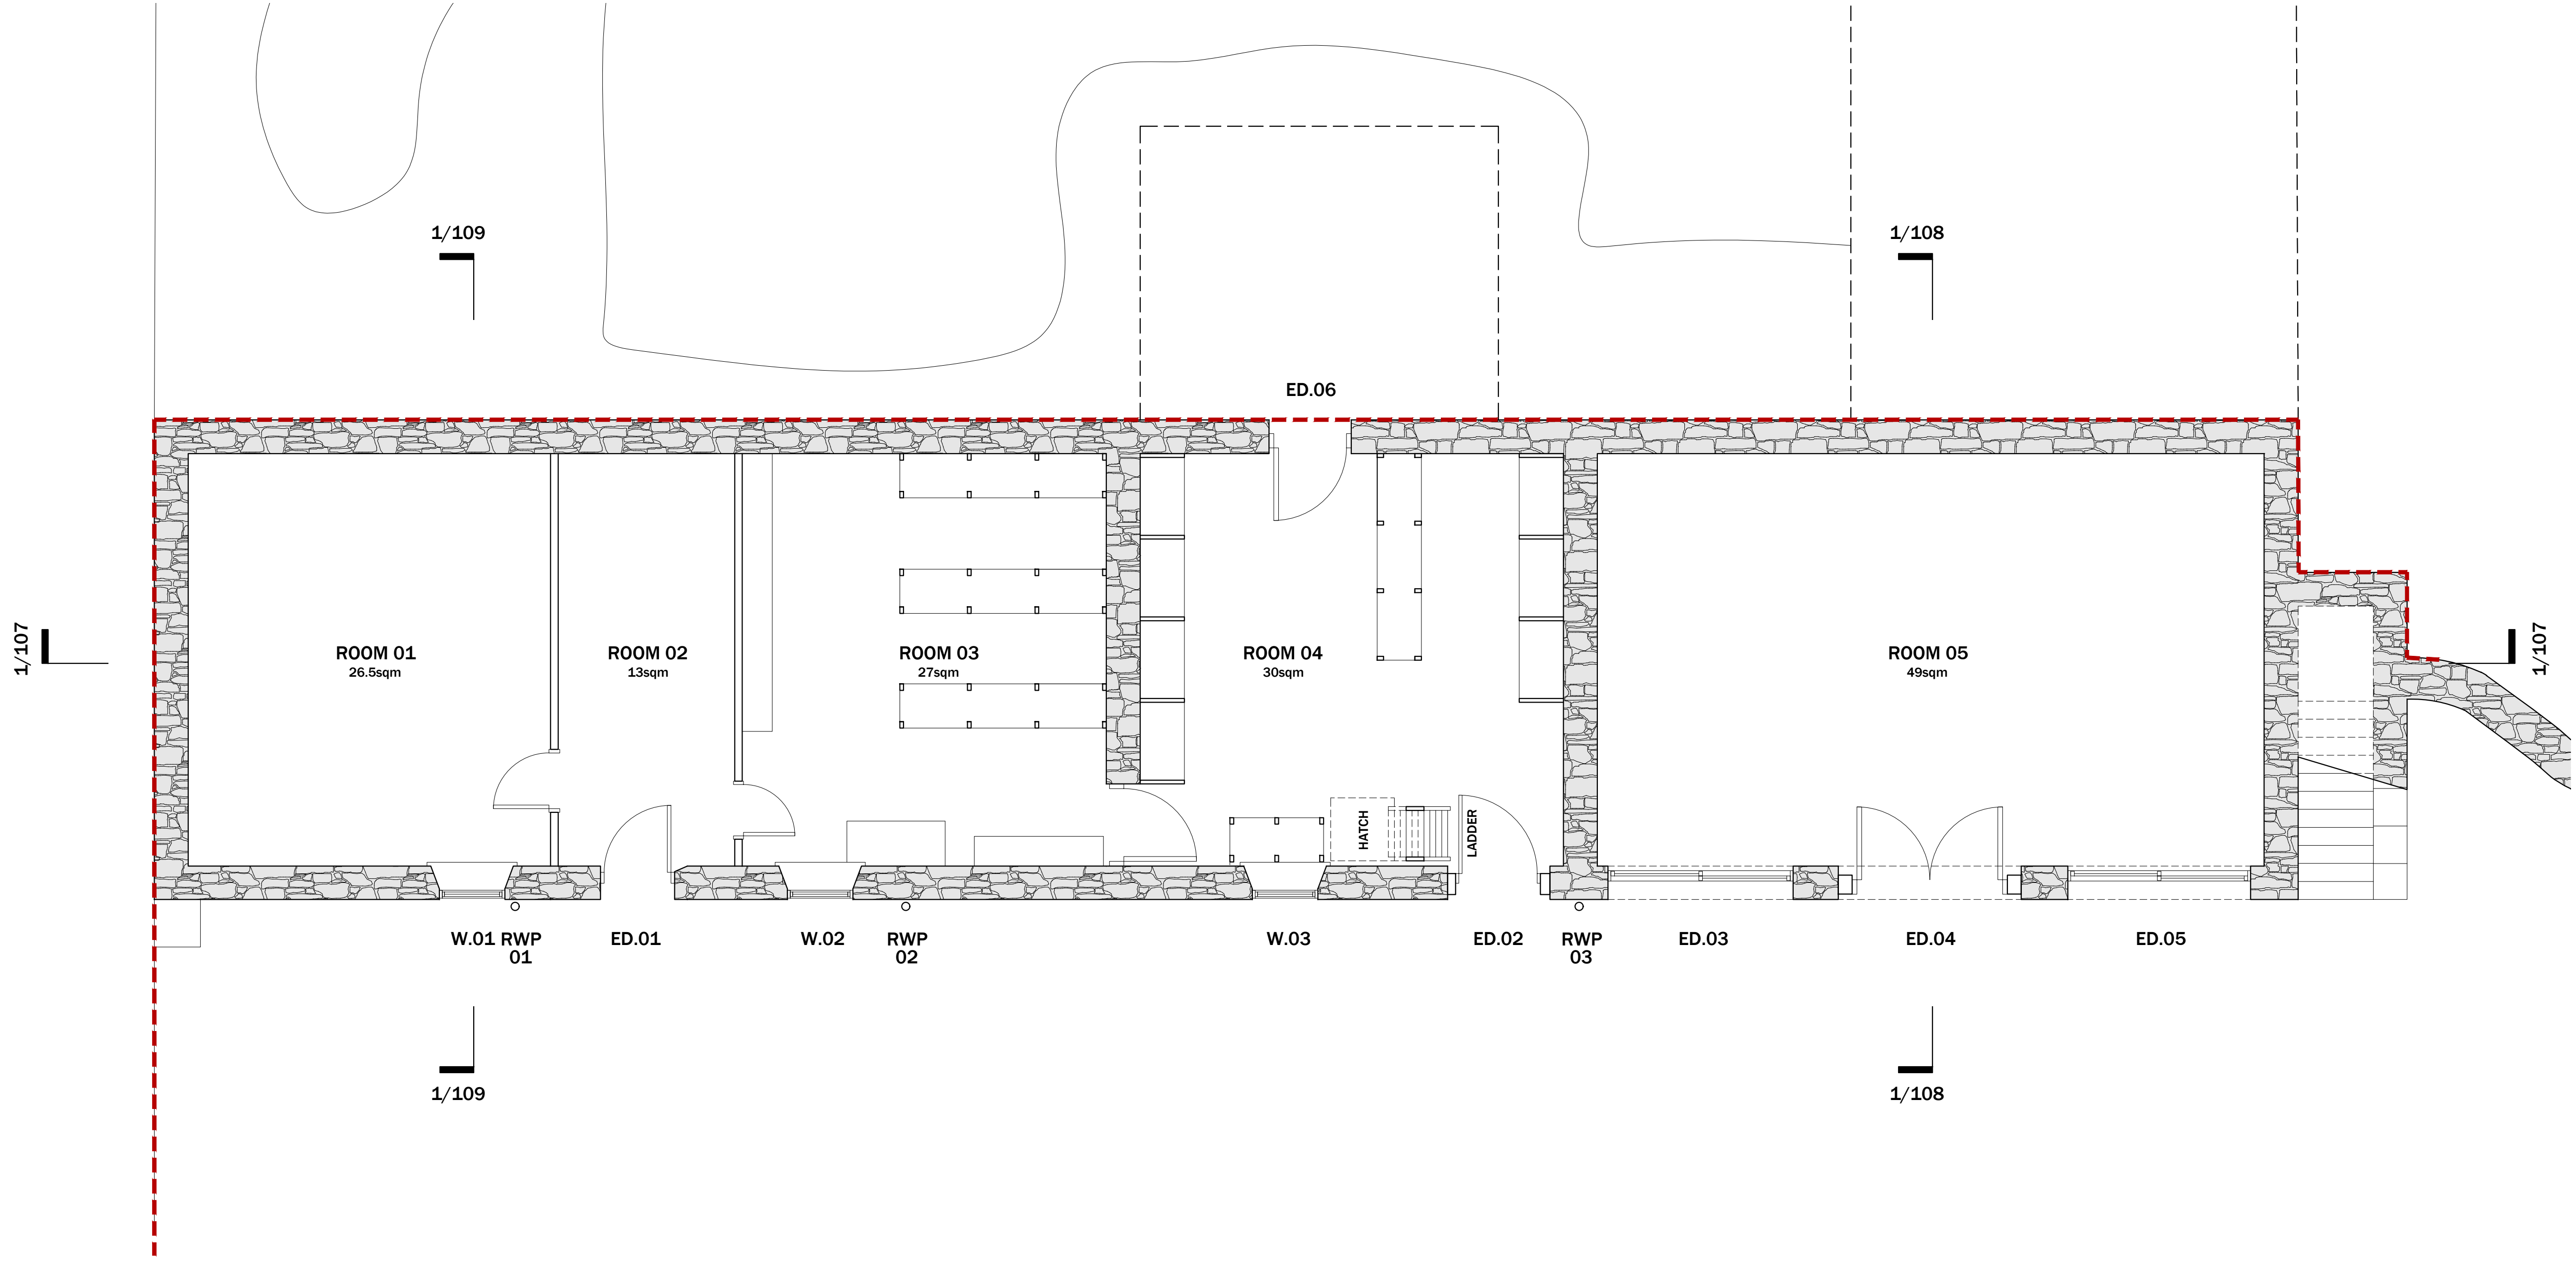 1/109
1/108
ED.06
1/107
1/107
ROOM 01
26.5sqm
ROOM 02
13sqm
ROOM 03
27sqm
ROOM 04
30sqm
ROOM 05
49sqm
HATCH
LADDER
W.01
RWP
01
ED.01
W.02
RWP
02
W.03
ED.02
RWP
03
ED.03
ED.04
ED.05
1/109
1/108